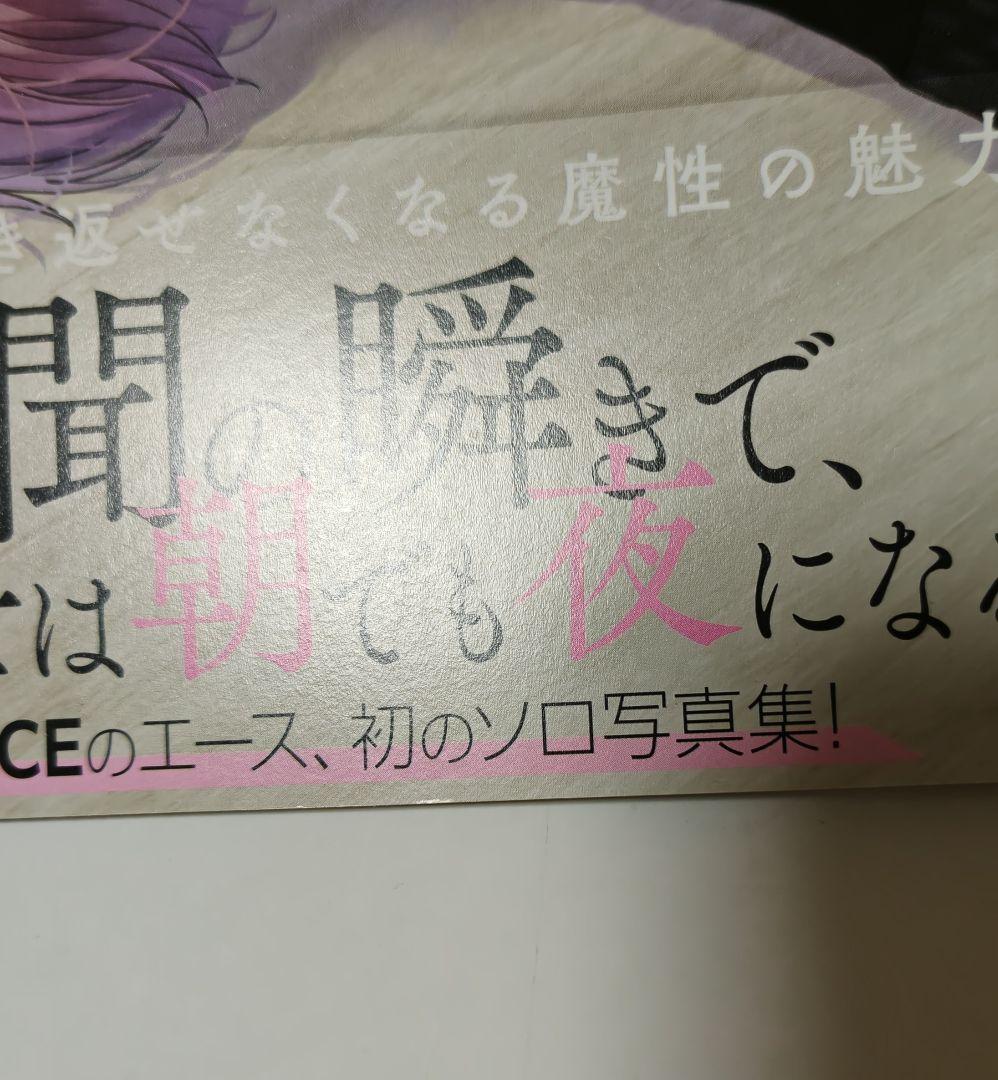 き返せなくなる魔性の魅力
聞の瞬きで、
は朝でも夜になる
CEのエース、初のソロ写真集!